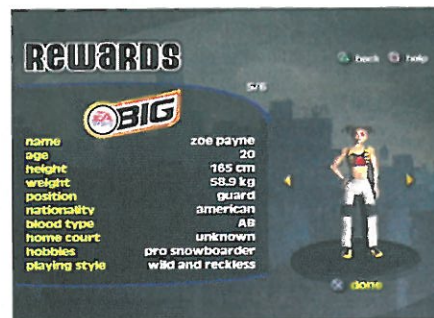 REWARDS
back help
5/5
EA BIG
name zoe payne
age 20
height 165 cm
weight 58.9 kg
position guard
nationality american
blood type AB
home court unknown
hobbies pro snowboarder
playing style wild and reckless
done